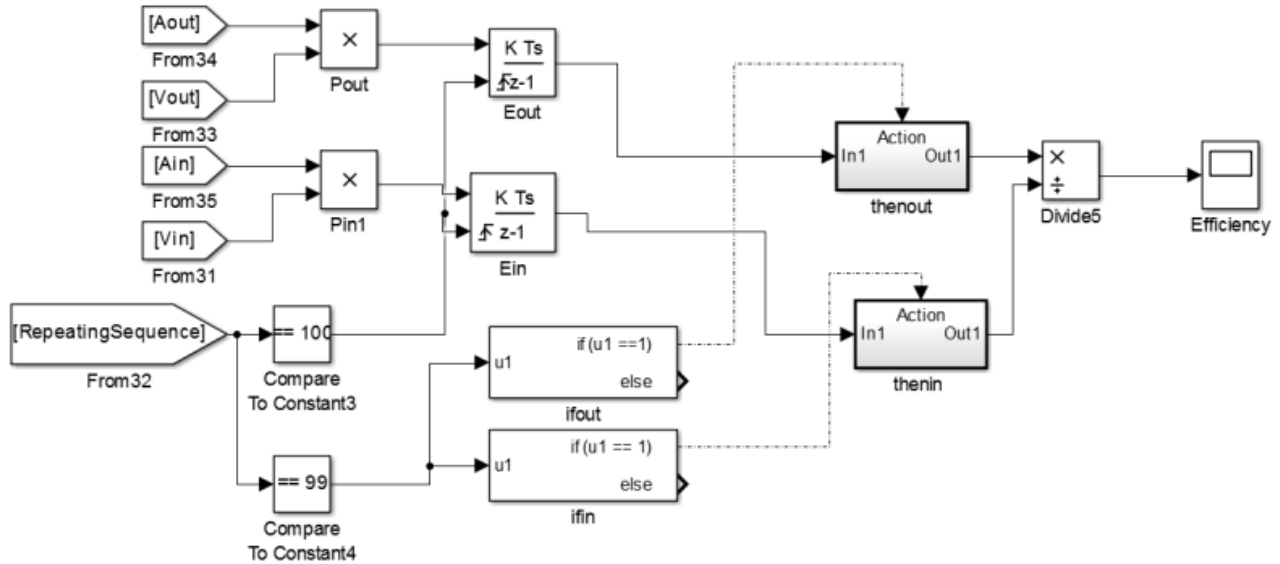 [Aout]
From34
×
Pout
[Vout]
From33
K Ts
z-1
Eout
[Ain]
From35
×
Pin1
[Vin]
From31
K Ts
z-1
Ein
Action
In1 Out1
thenout
×
÷
Divide5
Efficiency
[RepeatingSequence]
From32
== 100
Compare
To Constant3
u1
if(u1 ==1)
else
ifout
Action
In1 Out1
thenin
== 99
Compare
To Constant4
u1
if(u1 == 1)
else
ifin